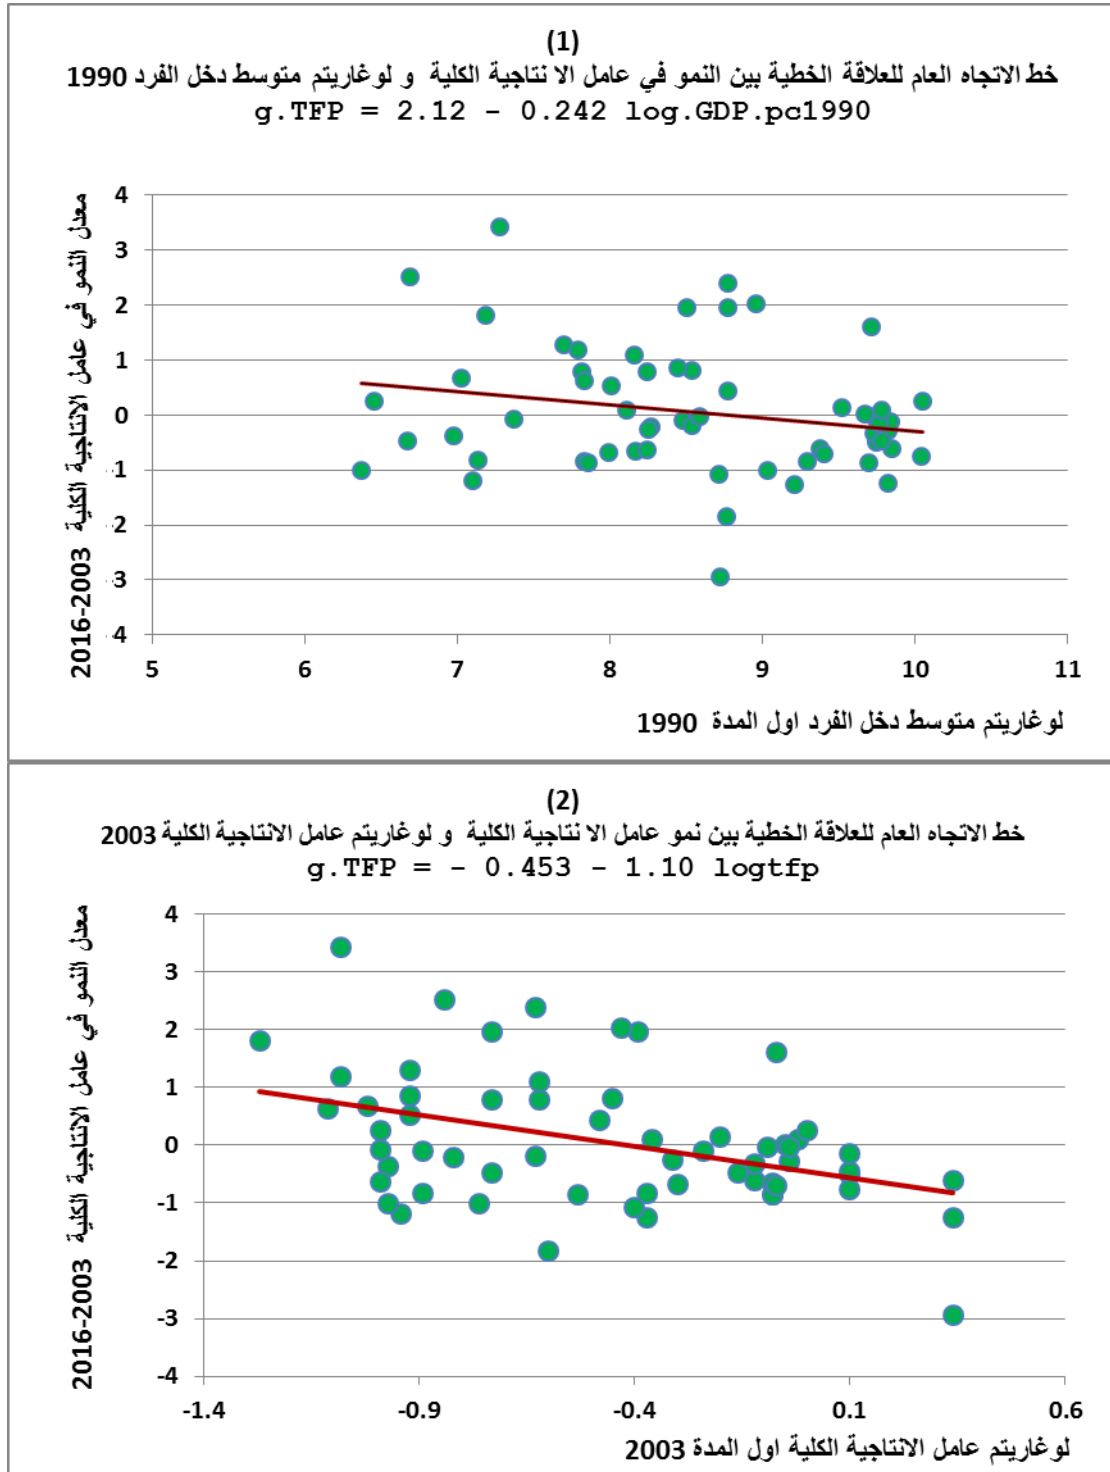 (1)
خط الاتجاه العام للعلاقة الخطية بين النمو في عامل الا نتاجية الكلية و لوغاريتم متوسط دخل الفرد 1990
g.TFP = 2.12 - 0.242 log.GDP.pc1990
معدل النمو في عامل الانتاجية الكلية 2003-2016
4
3
2
1
0
-1
-2
-3
-4
5 6 7 8 9 10 11
لوغاريتم متوسط دخل الفرد اول المدة 1990
(2)
خط الاتجاه العام للعلاقة الخطية بين نمو عامل الا نتاجية الكلية و لوغاريتم عامل الانتاجية الكلية 2003
g.TFP = - 0.453 - 1.10 logtfp
معدل النمو في عامل الانتاجية الكلية 2003-2016
4
3
2
1
0
-1
-2
-3
-4
-1.4 -0.9 -0.4 0.1 0.6
لوغاريتم عامل الانتاجية الكلية اول المدة 2003